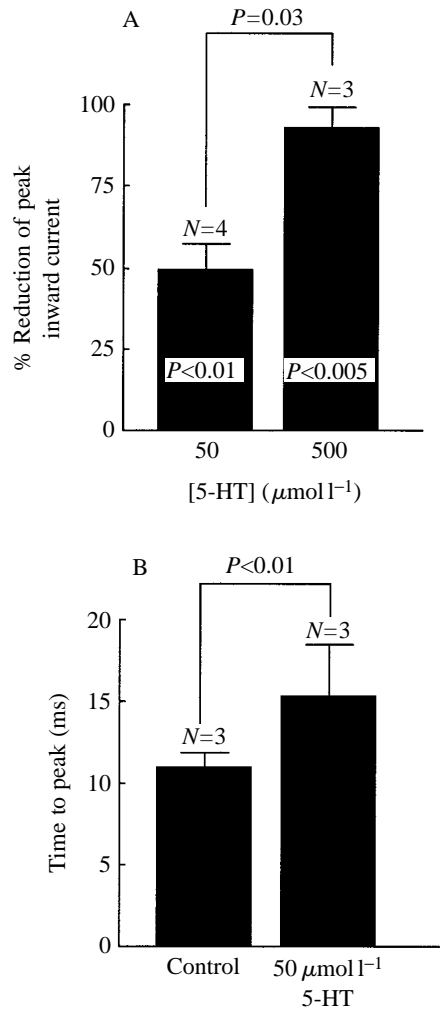 A
P=0.03
% Reduction of peak
inward current
100
75
50
25
0
N=4
N=3
P<0.01
P<0.005
50
500
[5-HT] (µmol l⁻¹)
B
P<0.01
Time to peak (ms)
20
15
10
5
0
N=3
N=3
Control
50 µmol l⁻¹
5-HT